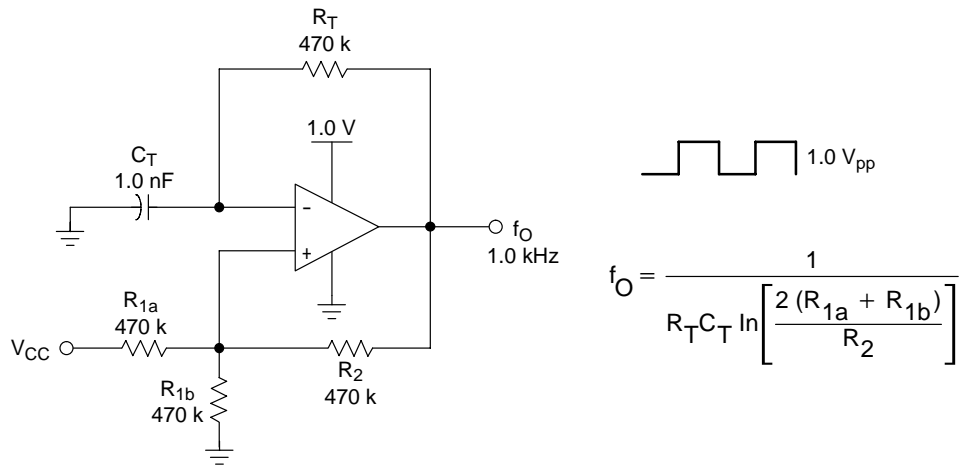 R_T
470 k
1.0 V
C_T
1.0 nF
-
+
f_O
1.0 kHz
R_1a
470 k
V_CC
R_1b
470 k
R_2
470 k
1.0 V_pp
f_O = 1 / R_T C_T ln[2 (R_1a + R_1b) / R_2]